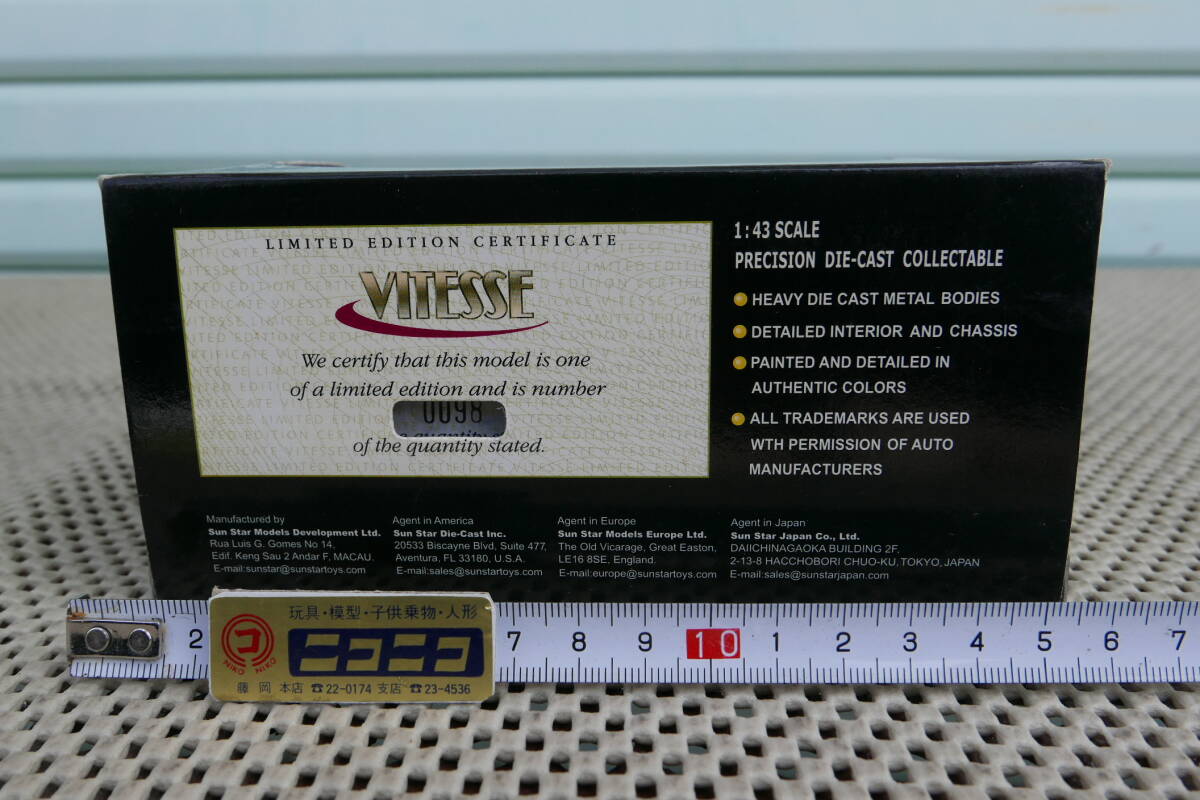 LIMITED EDITION CERTIFICATE
VITESSE
We certify that this model is one
of a limited edition and is number
0098
of the quantity stated.
1:43 SCALE
PRECISION DIE-CAST COLLECTABLE
HEAVY DIE CAST METAL BODIES
DETAILED INTERIOR AND CHASSIS
PAINTED AND DETAILED IN
AUTHENTIC COLORS
ALL TRADEMARKS ARE USED
WTH PERMISSION OF AUTO
MANUFACTURERS
Manufactured by
Sun Star Models Development Ltd.
Rua Luis G. Gomes No 14,
Edif. Keng Sau 2 Andar F, MACAU.
E-mail:sunstar@sunstartoys.com
Agent in America
Sun Star Die-Cast Inc.
20533 Biscayne Blvd, Suite 477,
Aventura, FL 33180, U.S.A.
E-mail:sales@sunstartoys.com
Agent in Europe
Sun Star Models Europe Ltd.
The Old Vicarage, Great Easton,
LE16 8SE, England.
E-mail:europe@sunstartoys.com
Agent in Japan
Sun Star Japan Co., Ltd.
DAIICHINAGAOKA BUILDING 2F,
2-13-8 HACCHOBORI CHUO-KU, TOKYO, JAPAN
E-mail:sales@sunstarjapan.com
玩具・模型・子供乗物・人形
コ
NIKO NIKO
ニコニコ
藤岡 本店 ☎22-0174 支店 ☎23-4536
2 7 8 9 10 1 2 3 4 5 6 7